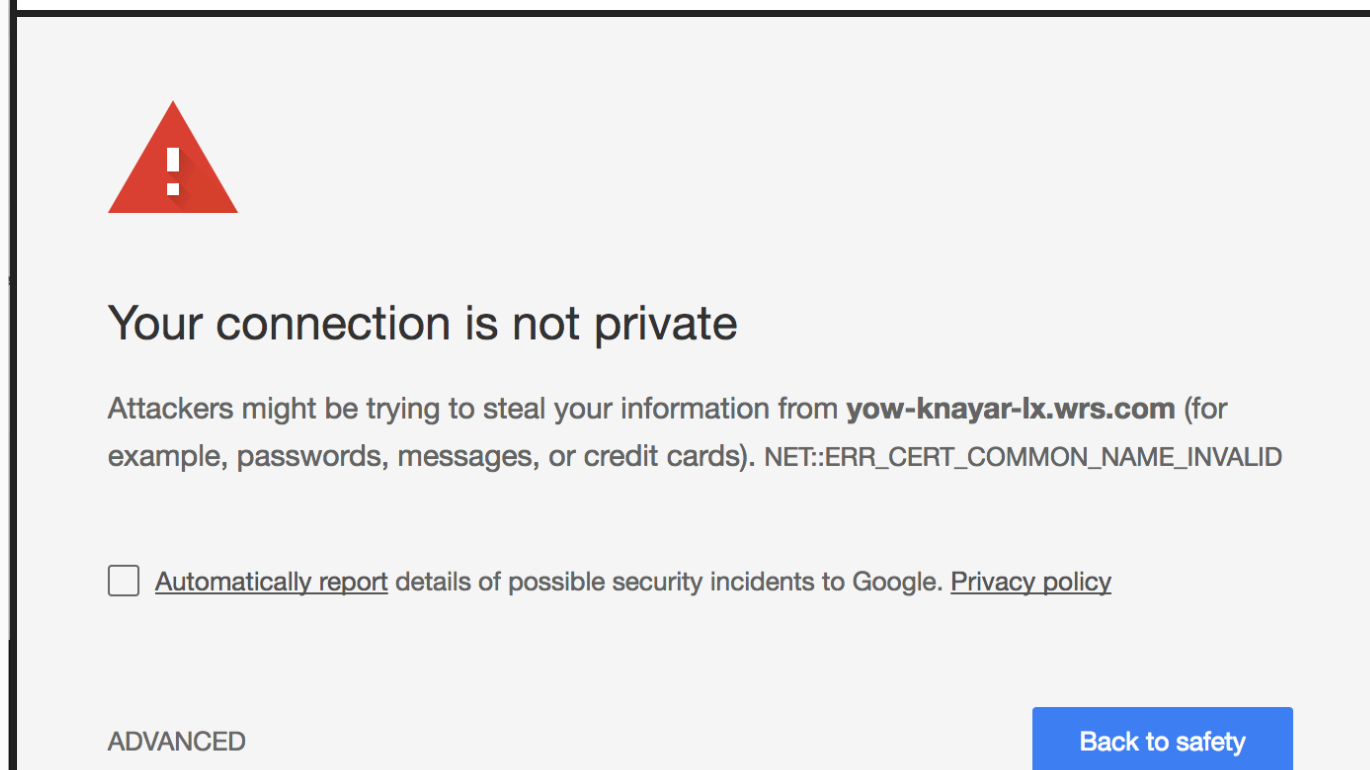 Your connection is not private
Attackers might be trying to steal your information from yow-knayar-lx.wrs.com (for
example, passwords, messages, or credit cards). NET::ERR_CERT_COMMON_NAME_INVALID
Automatically report details of possible security incidents to Google. Privacy policy
ADVANCED
Back to safety